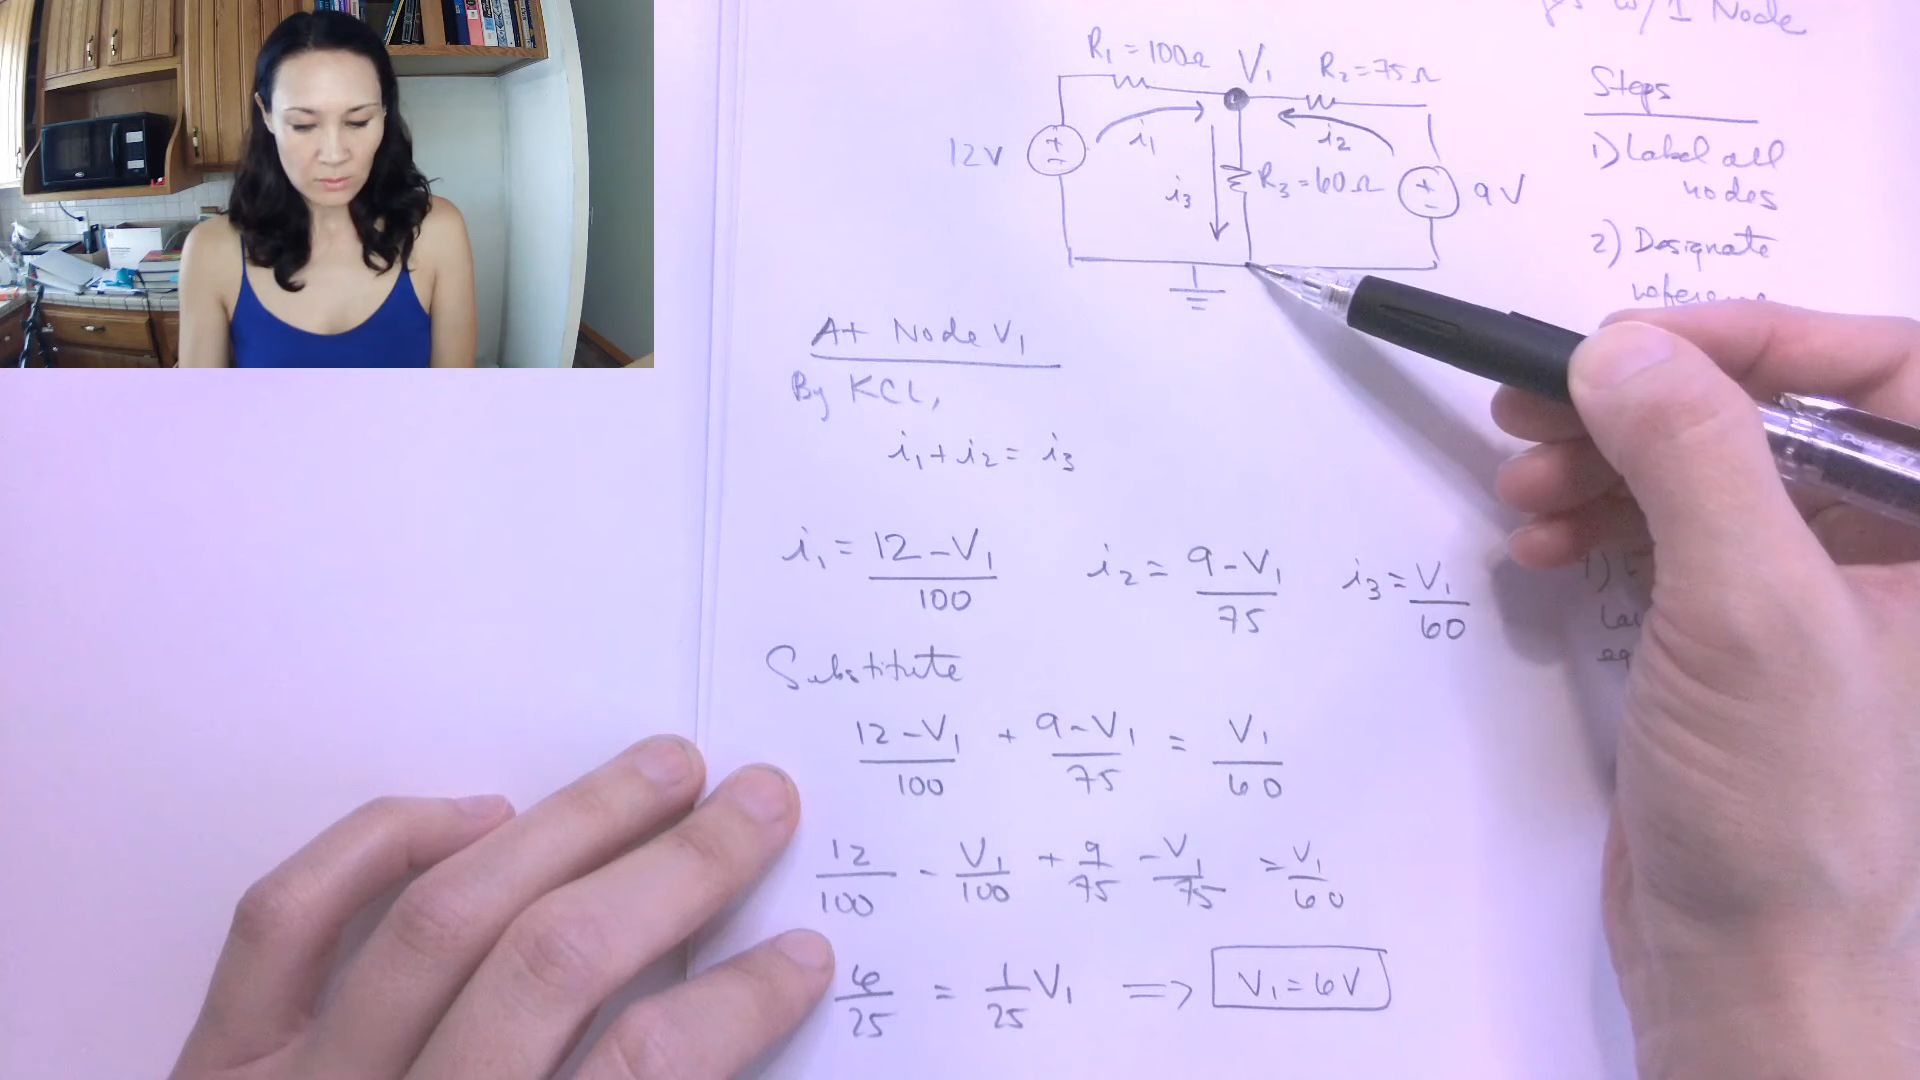 w/ 1 Node
R₁ = 100Ω V₁ R₂ = 75Ω
12V + - i₁ i₂ + - 9V
i₃ R₃ = 60Ω
Steps
1) Label all
nodes
2) Designate
At Node V₁
By KCL,
i₁ + i₂ = i₃
i₁ = (12 - V₁)/100 i₂ = (9 - V₁)/75 i₃ = V₁/60
Substitute
(12 - V₁)/100 + (9 - V₁)/75 = V₁/60
12/100 - V₁/100 + 9/75 - V₁/75 = V₁/60
6/25 = 1/25 V₁ => V₁ = 6V